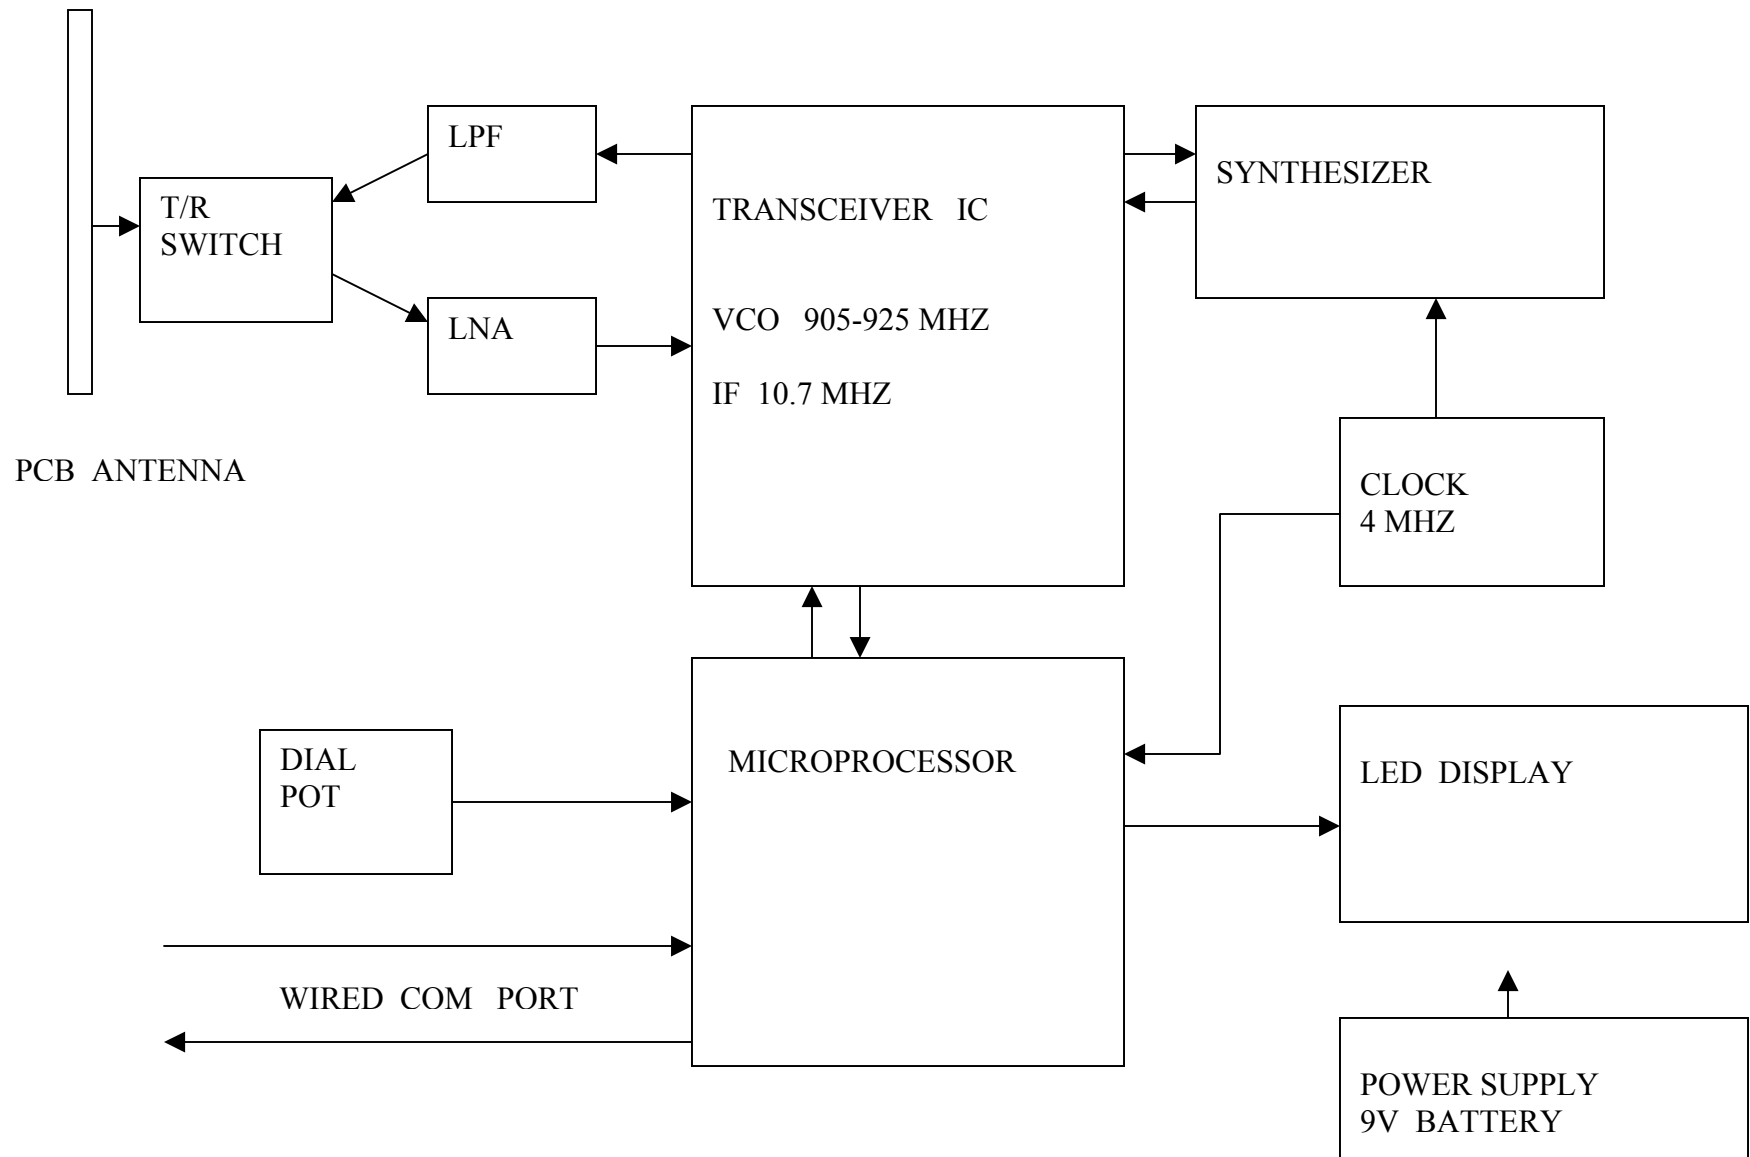 LPF
T/R
SWITCH
LNA
PCB ANTENNA
TRANSCEIVER IC
VCO 905-925 MHZ
IF 10.7 MHZ
SYNTHESIZER
CLOCK
4 MHZ
DIAL
POT
MICROPROCESSOR
LED DISPLAY
WIRED COM PORT
POWER SUPPLY
9V BATTERY